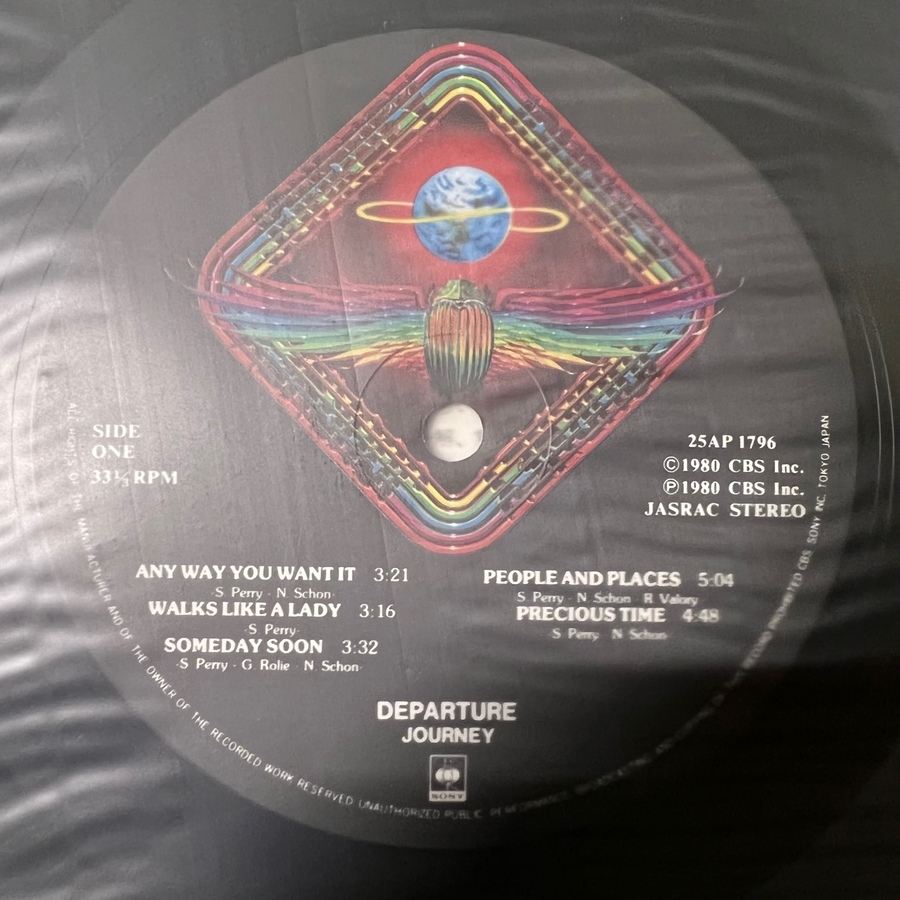 SIDE
ONE
33⅓ RPM
25AP 1796
©1980 CBS Inc.
℗1980 CBS Inc.
JASRAC STEREO
ANY WAY YOU WANT IT 3:21
·S Perry · N Schon·
WALKS LIKE A LADY 3:16
·S Perry·
SOMEDAY SOON 3:32
·S Perry · G Rolie · N Schon·
PEOPLE AND PLACES 5:04
S Perry · N Schon · R Valory
PRECIOUS TIME 4:48
S Perry N Schon
DEPARTURE
JOURNEY
SONY
OF THE MANUFACTURER AND OF THE OWNER OF THE RECORDED WORK RESERVED UNAUTHORIZED PUBLIC PERFORMANCE BROADCASTING PROHIBITED CBS SONY INC. TOKYO JAPAN